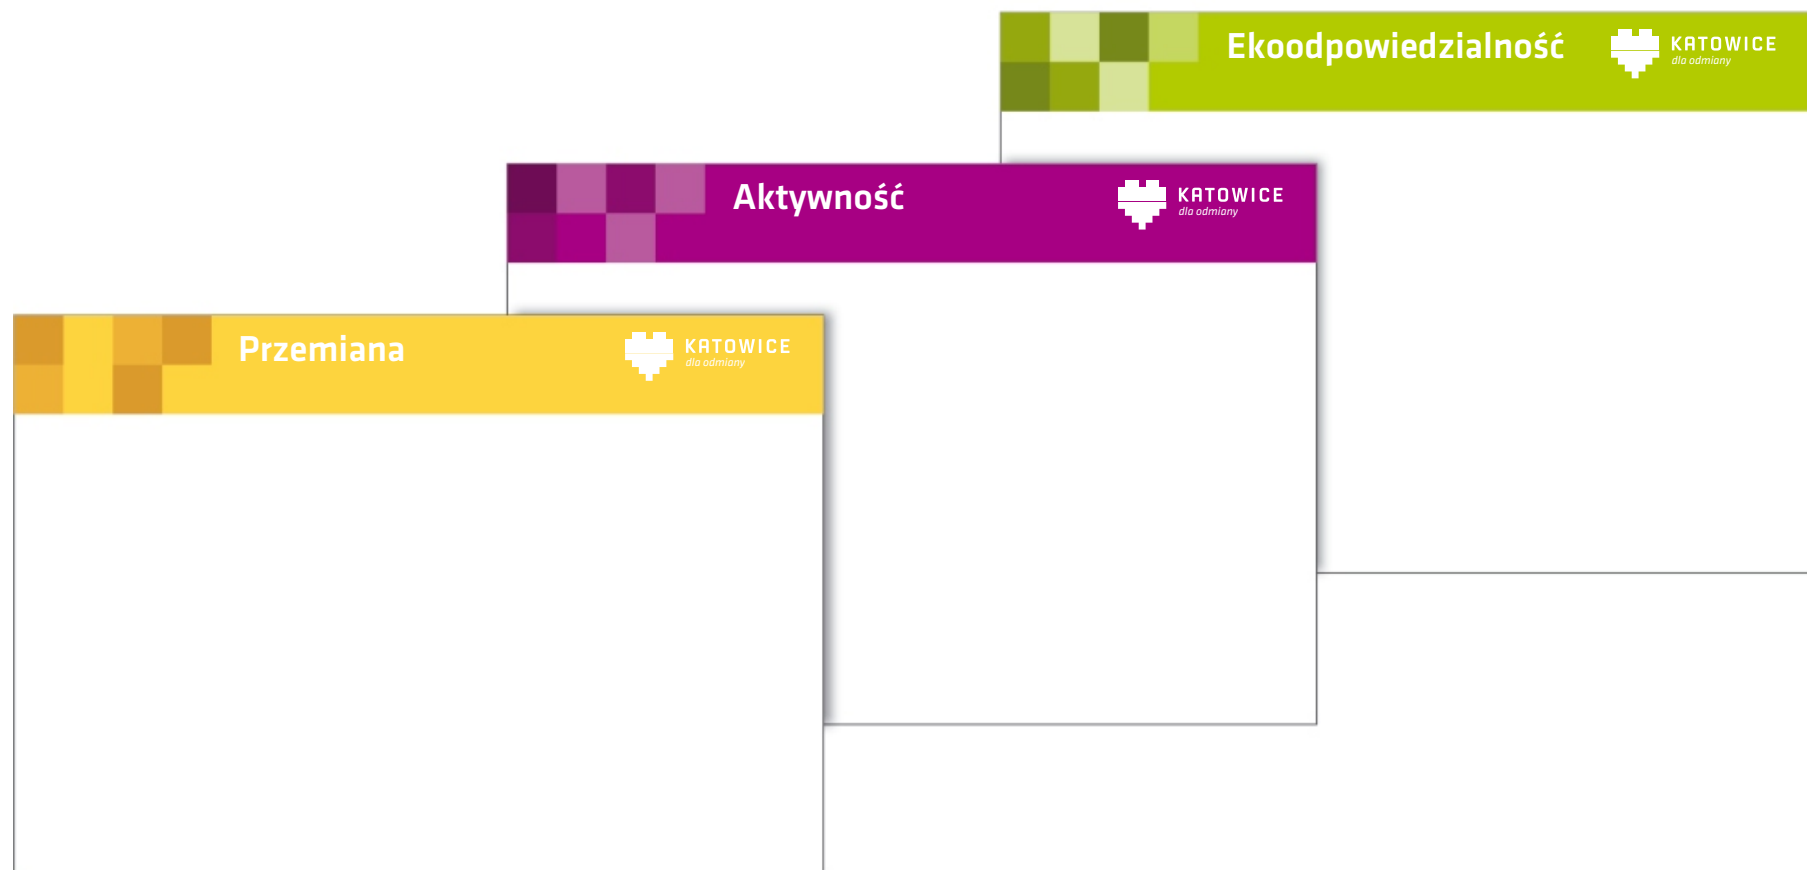 Ekoodpowiedzialność
KATOWICE
dla odmiany
Aktywność
KATOWICE
dla odmiany
Przemiana
KATOWICE
dla odmiany